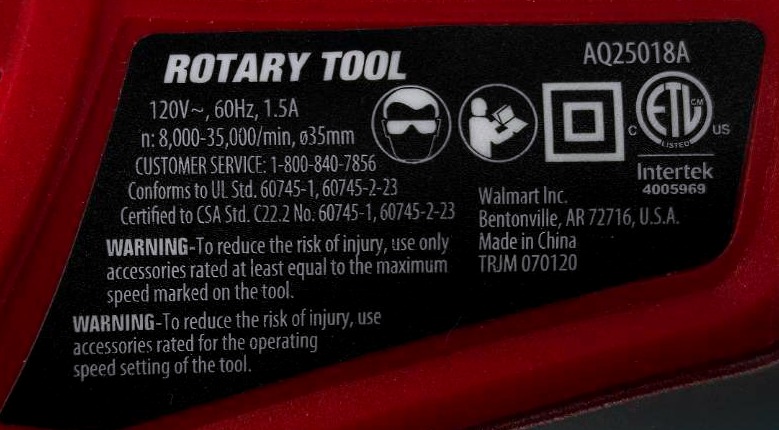 ROTARY TOOL
AQ25018A
120V~, 60Hz, 1.5A
n: 8,000-35,000/min, ø35mm
CUSTOMER SERVICE: 1-800-840-7856
Conforms to UL Std. 60745-1, 60745-2-23
Certified to CSA Std. C22.2 No. 60745-1, 60745-2-23
WARNING-To reduce the risk of injury, use only
accessories rated at least equal to the maximum
speed marked on the tool.
WARNING-To reduce the risk of injury, use
accessories rated for the operating
speed setting of the tool.
ETL CM
C US
LISTED
Intertek
4005969
Walmart Inc.
Bentonville, AR 72716, U.S.A.
Made in China
TRJM 070120